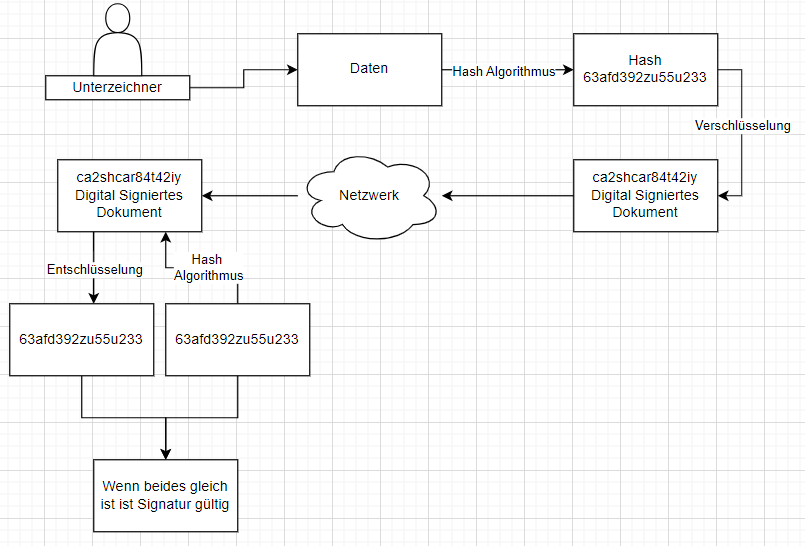 Unterzeichner
Daten
Hash Algorithmus
Hash
63afd392zu55u233
Verschlüsselung
ca2shcar84t42iy
Digital Signiertes
Dokument
Netzwerk
ca2shcar84t42iy
Digital Signiertes
Dokument
Entschlüsselung
Hash
Algorithmus
63afd392zu55u233
63afd392zu55u233
Wenn beides gleich
ist ist Signatur gültig